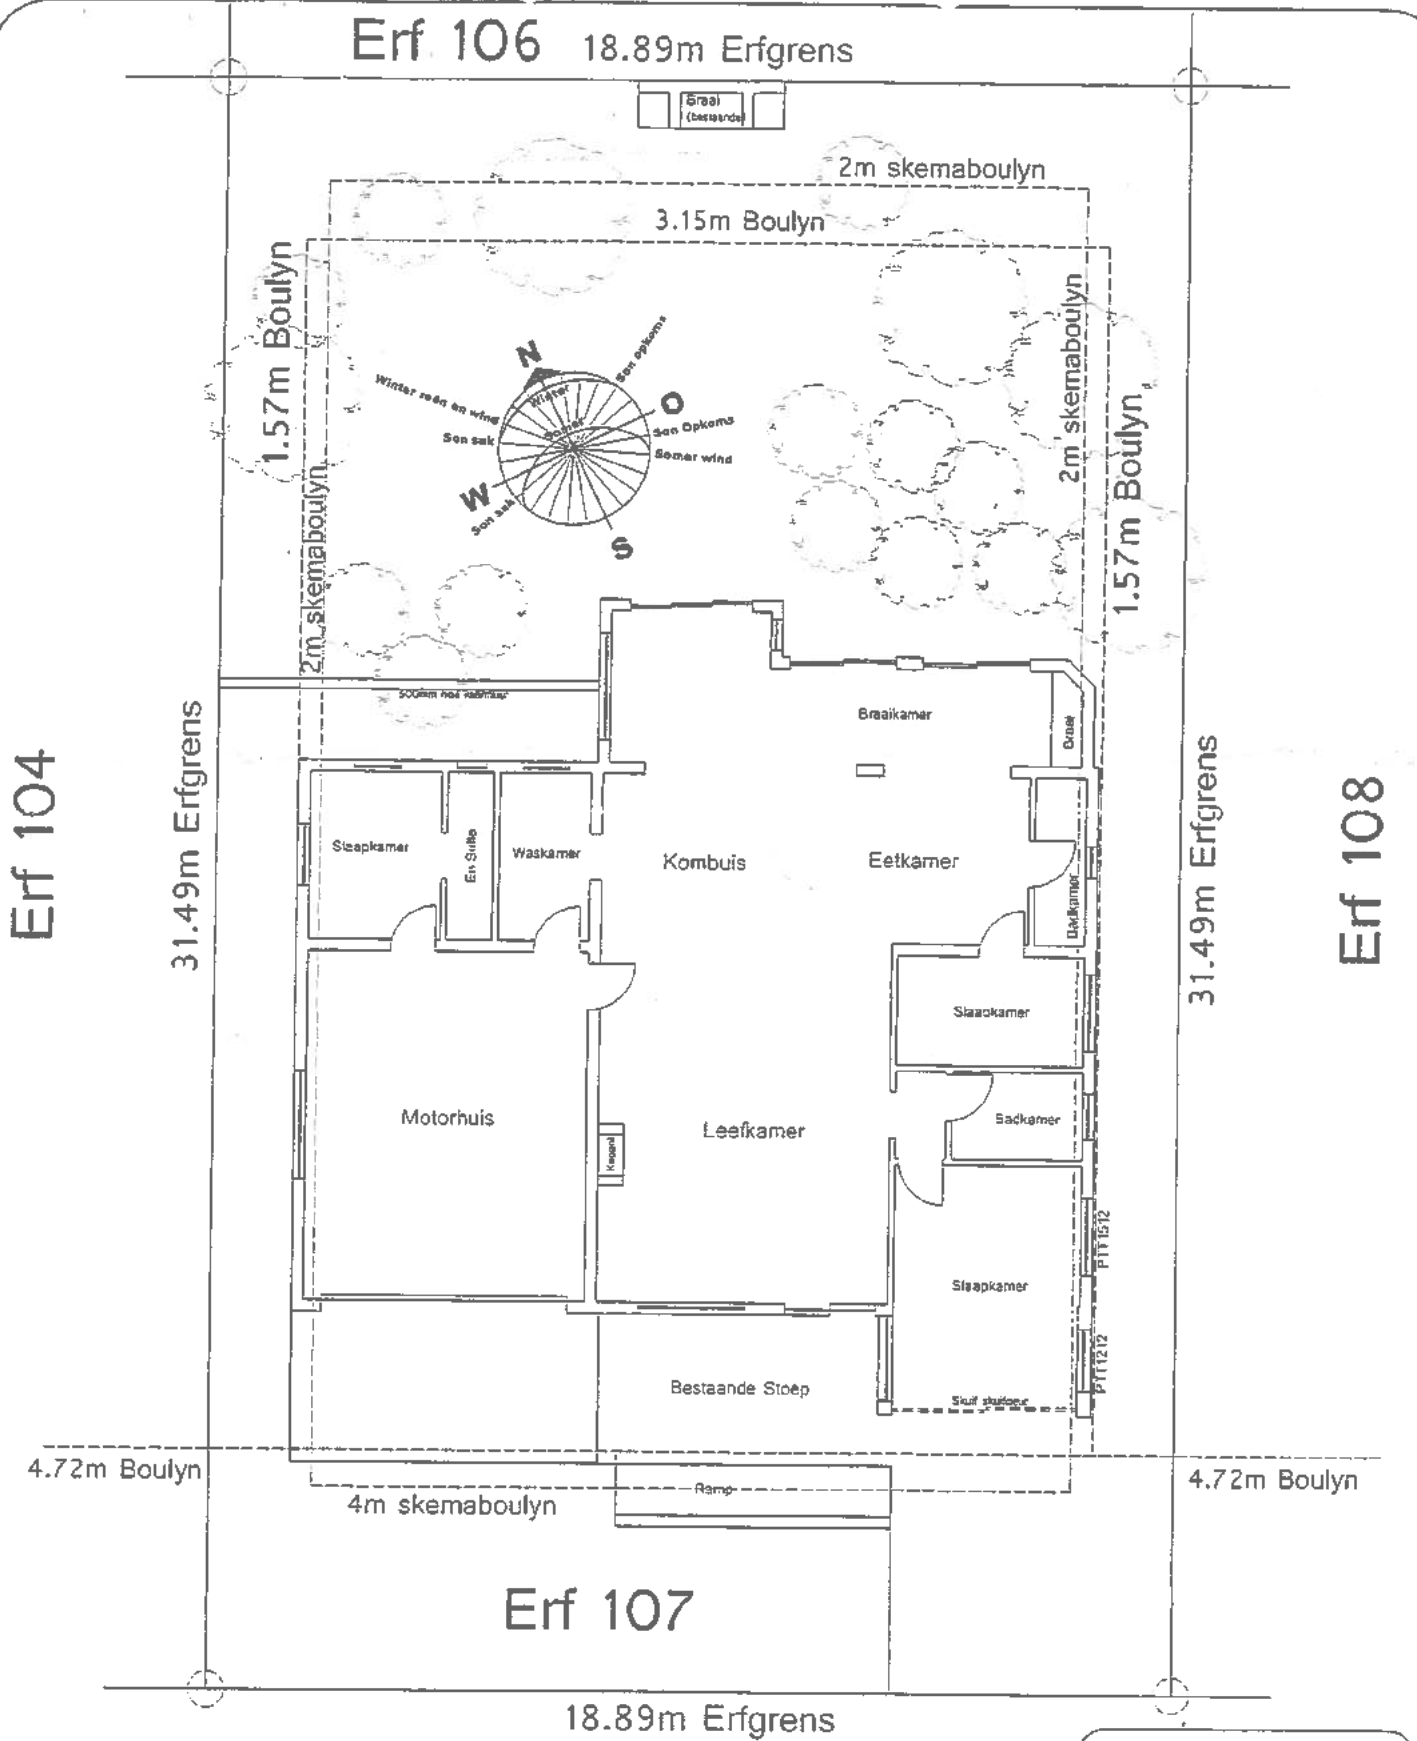 Erf 106 18.89m Erfgrens
Braai
(bestaande)
2m skemaboulyn
3.15m Boulyn
1.57m Boulyn
2m skemaboulyn
2m skemaboulyn
1.57m Boulyn
N
O
S
W
Winter
Somer
Son opkoms
Son Opkoms
Somer wind
Winter reën en wind
Son sak
Son sak
Braaikamer
Braai
Erf 104
31.49m Erfgrens
Slaapkamer
En Suite
Waskamer
Kombuis
Eetkamer
Badkamer
31.49m Erfgrens
Erf 108
Slaapkamer
Motorhuis
Leefkamer
Badkamer
Slaapkamer
PTT1512
PTT1212
Bestaande Stoep
4.72m Boulyn
4.72m Boulyn
4m skemaboulyn
Ramp
Erf 107
18.89m Erfgrens